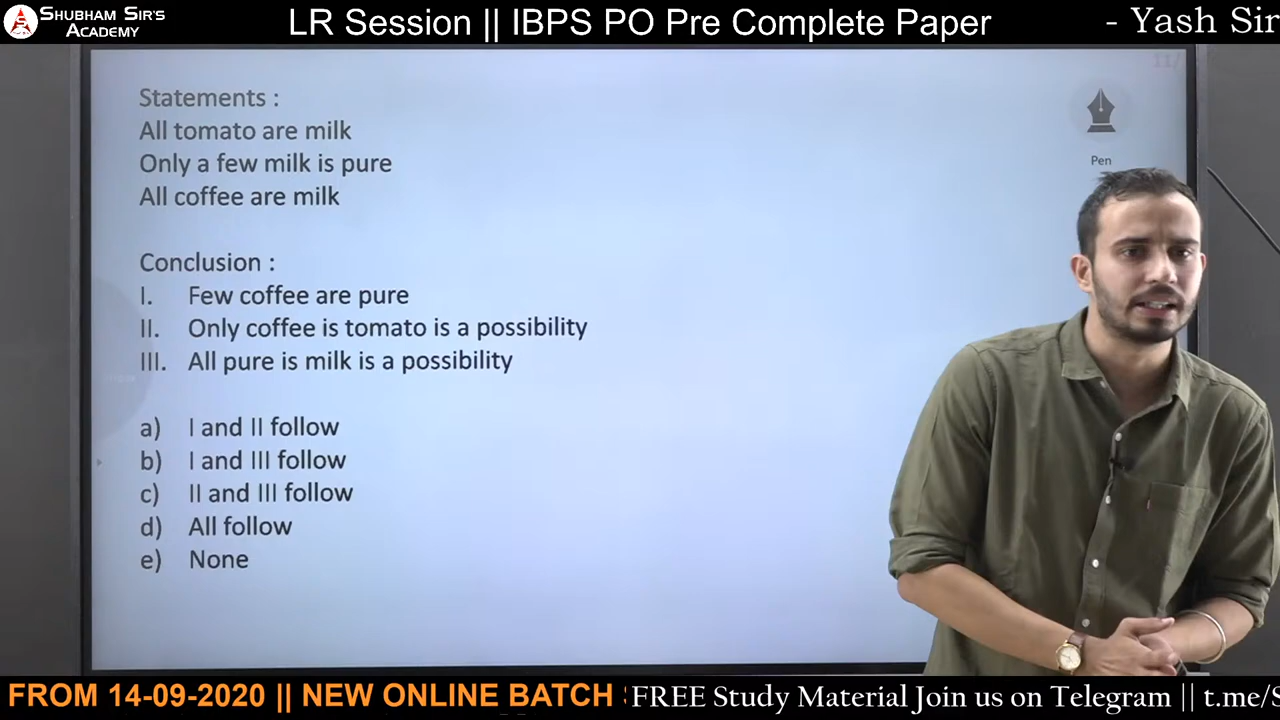 SHUBHAM SIR'S
ACADEMY
LR Session || IBPS PO Pre Complete Paper
- Yash Sir
Statements :
All tomato are milk
Only a few milk is pure
All coffee are milk
Pen
Conclusion :
I. Few coffee are pure
II. Only coffee is tomato is a possibility
III. All pure is milk is a possibility
a) I and II follow
b) I and III follow
c) II and III follow
d) All follow
e) None
FROM 14-09-2020 || NEW ONLINE BATCH
FREE Study Material Join us on Telegram || t.me/S